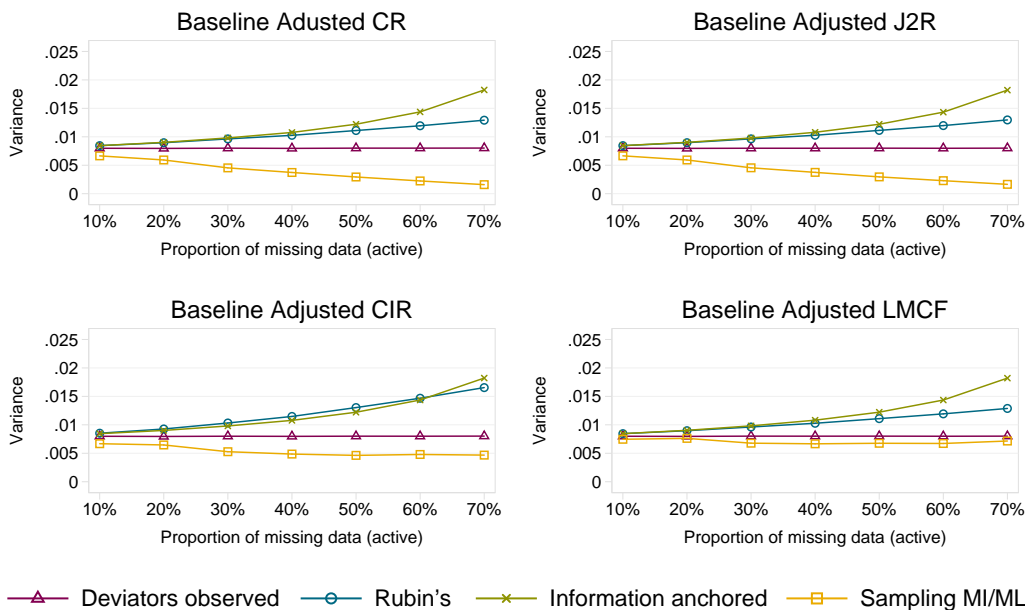 Baseline Adusted CR
.025
.02
.015
.01
.005
0
Variance
10% 20% 30% 40% 50% 60% 70%
Proportion of missing data (active)
Baseline Adjusted J2R
.025
.02
.015
.01
.005
0
Variance
10% 20% 30% 40% 50% 60% 70%
Proportion of missing data (active)
Baseline Adjusted CIR
.025
.02
.015
.01
.005
0
Variance
10% 20% 30% 40% 50% 60% 70%
Proportion of missing data (active)
Baseline Adjusted LMCF
.025
.02
.015
.01
.005
0
Variance
10% 20% 30% 40% 50% 60% 70%
Proportion of missing data (active)
Deviators observed Rubin's Information anchored Sampling MI/ML